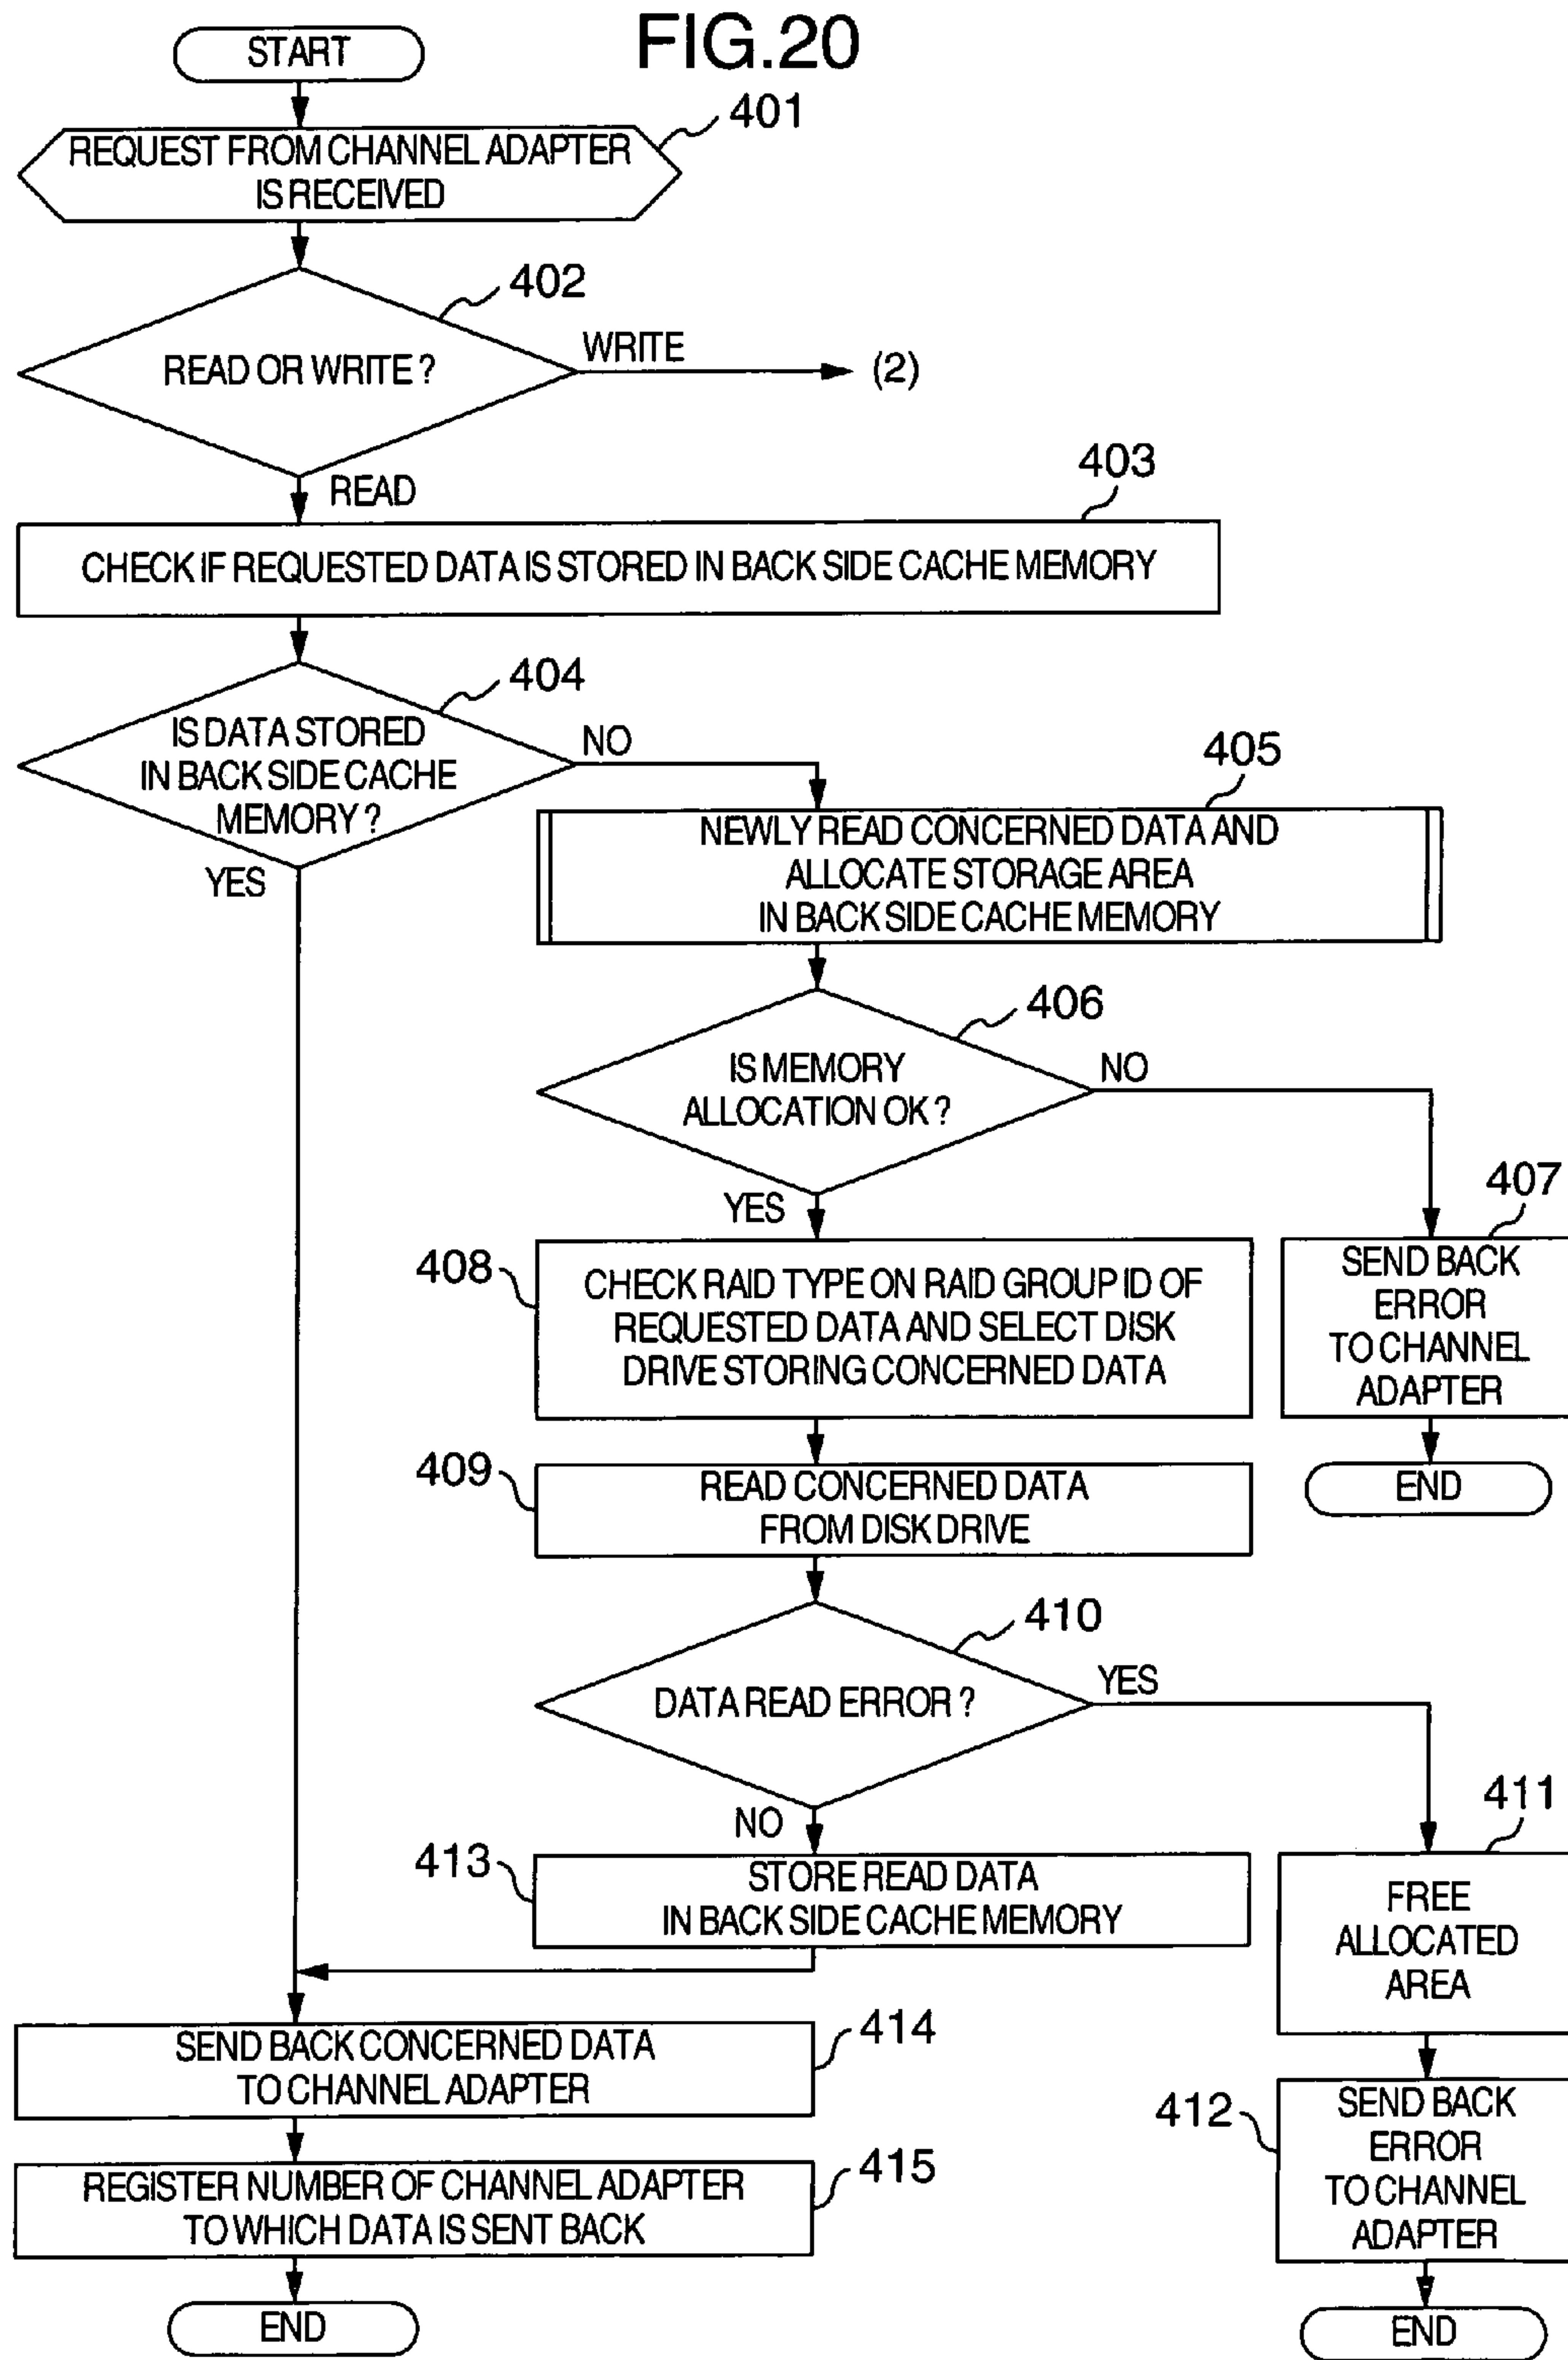 FIG.20
START
401
REQUEST FROM CHANNEL ADAPTER
IS RECEIVED
402
READ OR WRITE ?
WRITE
(2)
READ
403
CHECK IF REQUESTED DATA IS STORED IN BACK SIDE CACHE MEMORY
404
IS DATA STORED
IN BACK SIDE CACHE
MEMORY ?
NO
YES
405
NEWLY READ CONCERNED DATA AND
ALLOCATE STORAGE AREA
IN BACK SIDE CACHE MEMORY
406
IS MEMORY
ALLOCATION OK ?
NO
YES
407
SEND BACK
ERROR
TO CHANNEL
ADAPTER
END
408
CHECK RAID TYPE ON RAID GROUP ID OF
REQUESTED DATA AND SELECT DISK
DRIVE STORING CONCERNED DATA
409
READ CONCERNED DATA
FROM DISK DRIVE
410
DATA READ ERROR ?
YES
NO
411
FREE
ALLOCATED
AREA
412
SEND BACK
ERROR
TO CHANNEL
ADAPTER
END
413
STORE READ DATA
IN BACK SIDE CACHE MEMORY
414
SEND BACK CONCERNED DATA
TO CHANNEL ADAPTER
415
REGISTER NUMBER OF CHANNEL ADAPTER
TO WHICH DATA IS SENT BACK
END